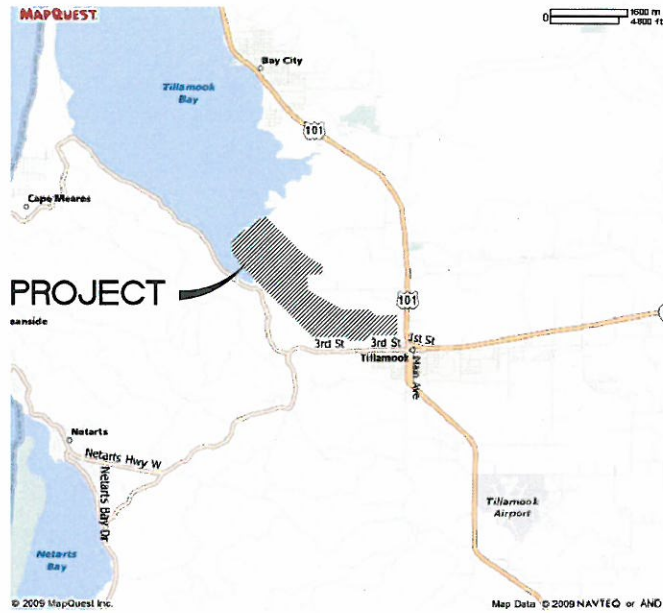 MAPQUEST
1600 m
0
4800 ft
Bay City
Tillamook
Bay
101
Cape Meares
PROJECT
eanside
101
3rd St
3rd St
1st St
Tillamook
Main Ave
Netarts
Netarts Hwy W
Netarts Bay Dr
Tillamook
Airport
Netarts
Bay
© 2009 MapQuest Inc.
Map Data © 2009 NAVTEQ or AND